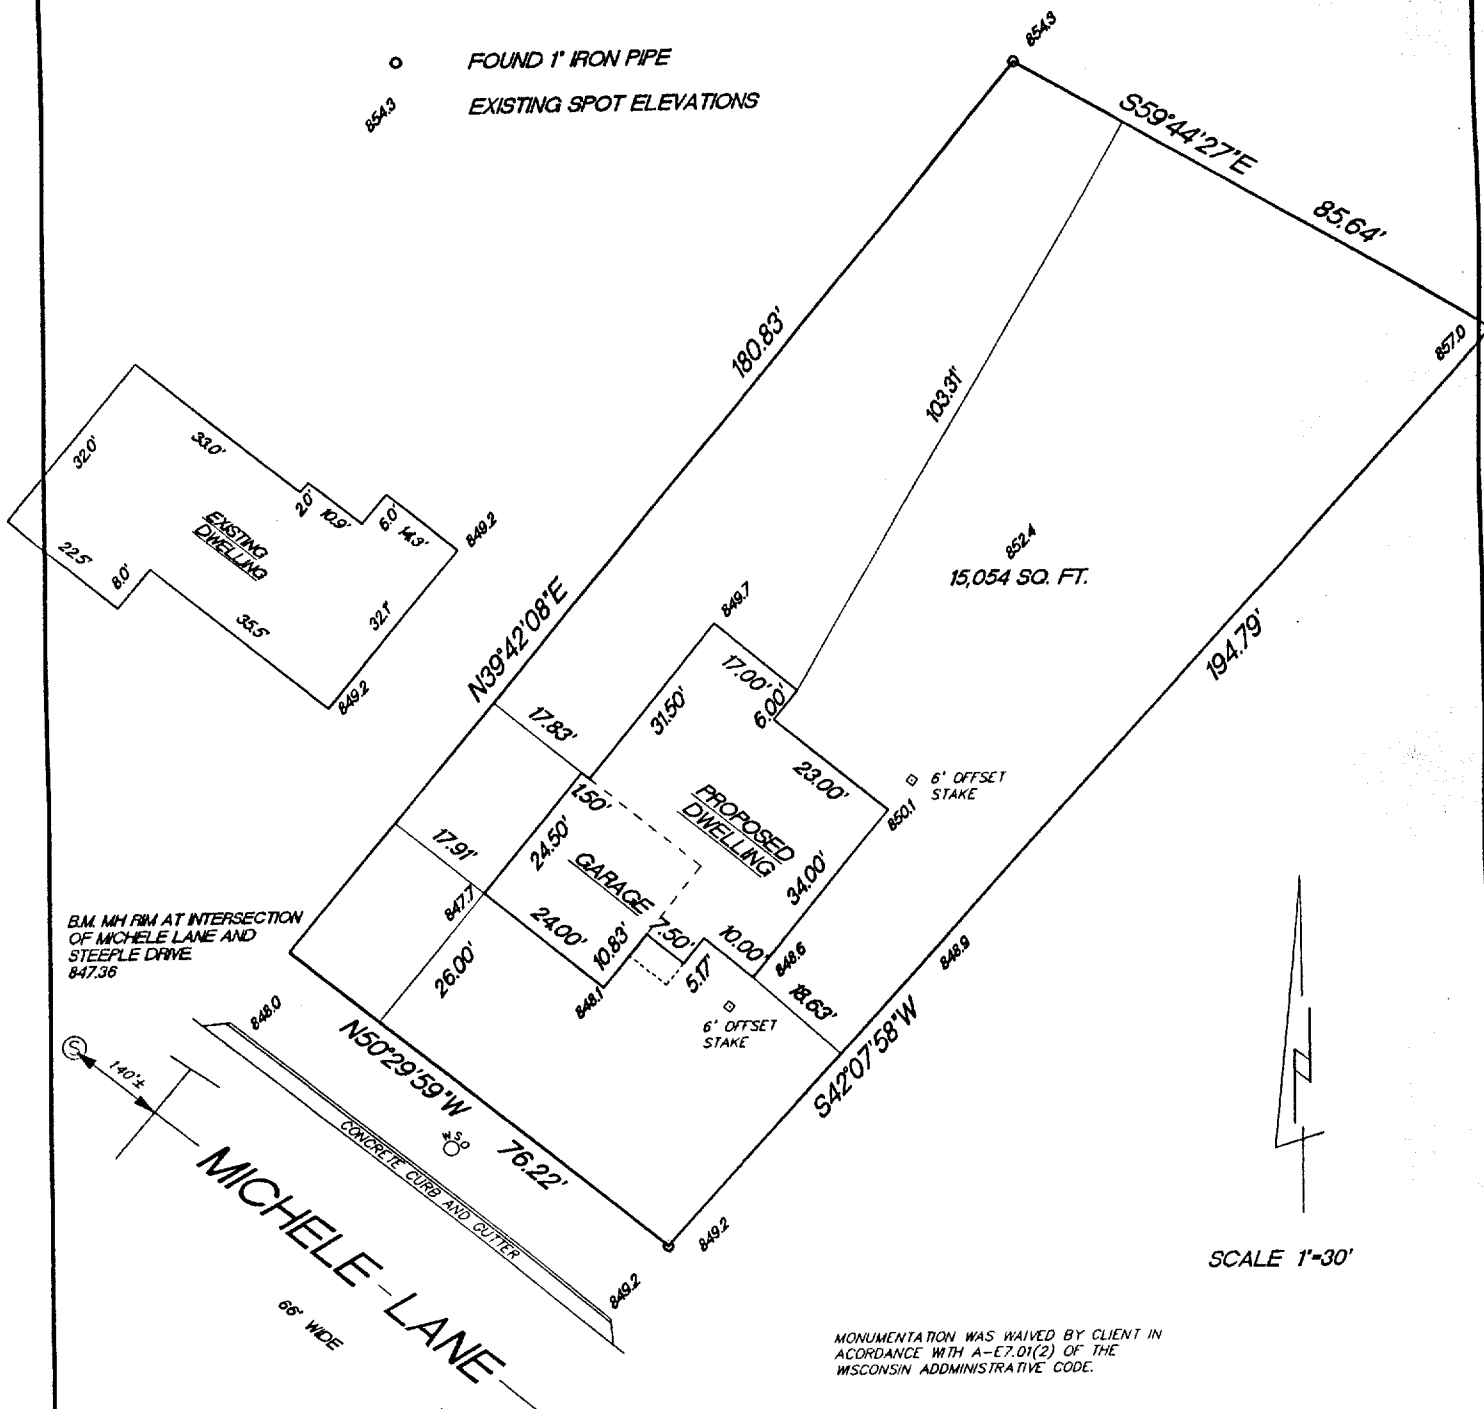 FOUND 1" IRON PIPE
854.3
EXISTING SPOT ELEVATIONS
854.3
S59°44'27"E
85.64'
857.0
180.83'
103.31'
33.0'
32.0'
2.0'
10.9'
6.0'
14.3'
849.2
EXISTING
DWELLING
22.5'
8.0'
35.5'
32.1'
849.2
852.4
15,054 SQ. FT.
194.79'
N39°42'08"E
849.7
17.00'
6.00'
31.50'
17.83'
23.00'
6' OFFSET
STAKE
850.1
PROPOSED
DWELLING
34.00'
1.50'
24.50'
GARAGE
17.91'
847.7
24.00'
10.83'
7.50'
10.00'
5.17'
848.6
18.63'
848.9
26.00'
848.1
6' OFFSET
STAKE
S42°07'58"W
B.M. MH RIM AT INTERSECTION
OF MICHELE LANE AND
STEEPLE DRIVE
847.36
848.0
N50°29'59"W
76.22'
S
140'±
W S O
CONCRETE CURB AND GUTTER
849.2
849.2
MICHELE LANE
66' WIDE
N
SCALE 1"=30'
MONUMENTATION WAS WAIVED BY CLIENT IN
ACORDANCE WITH A-E7.01(2) OF THE
WISCONSIN ADDMINISTRATIVE CODE.